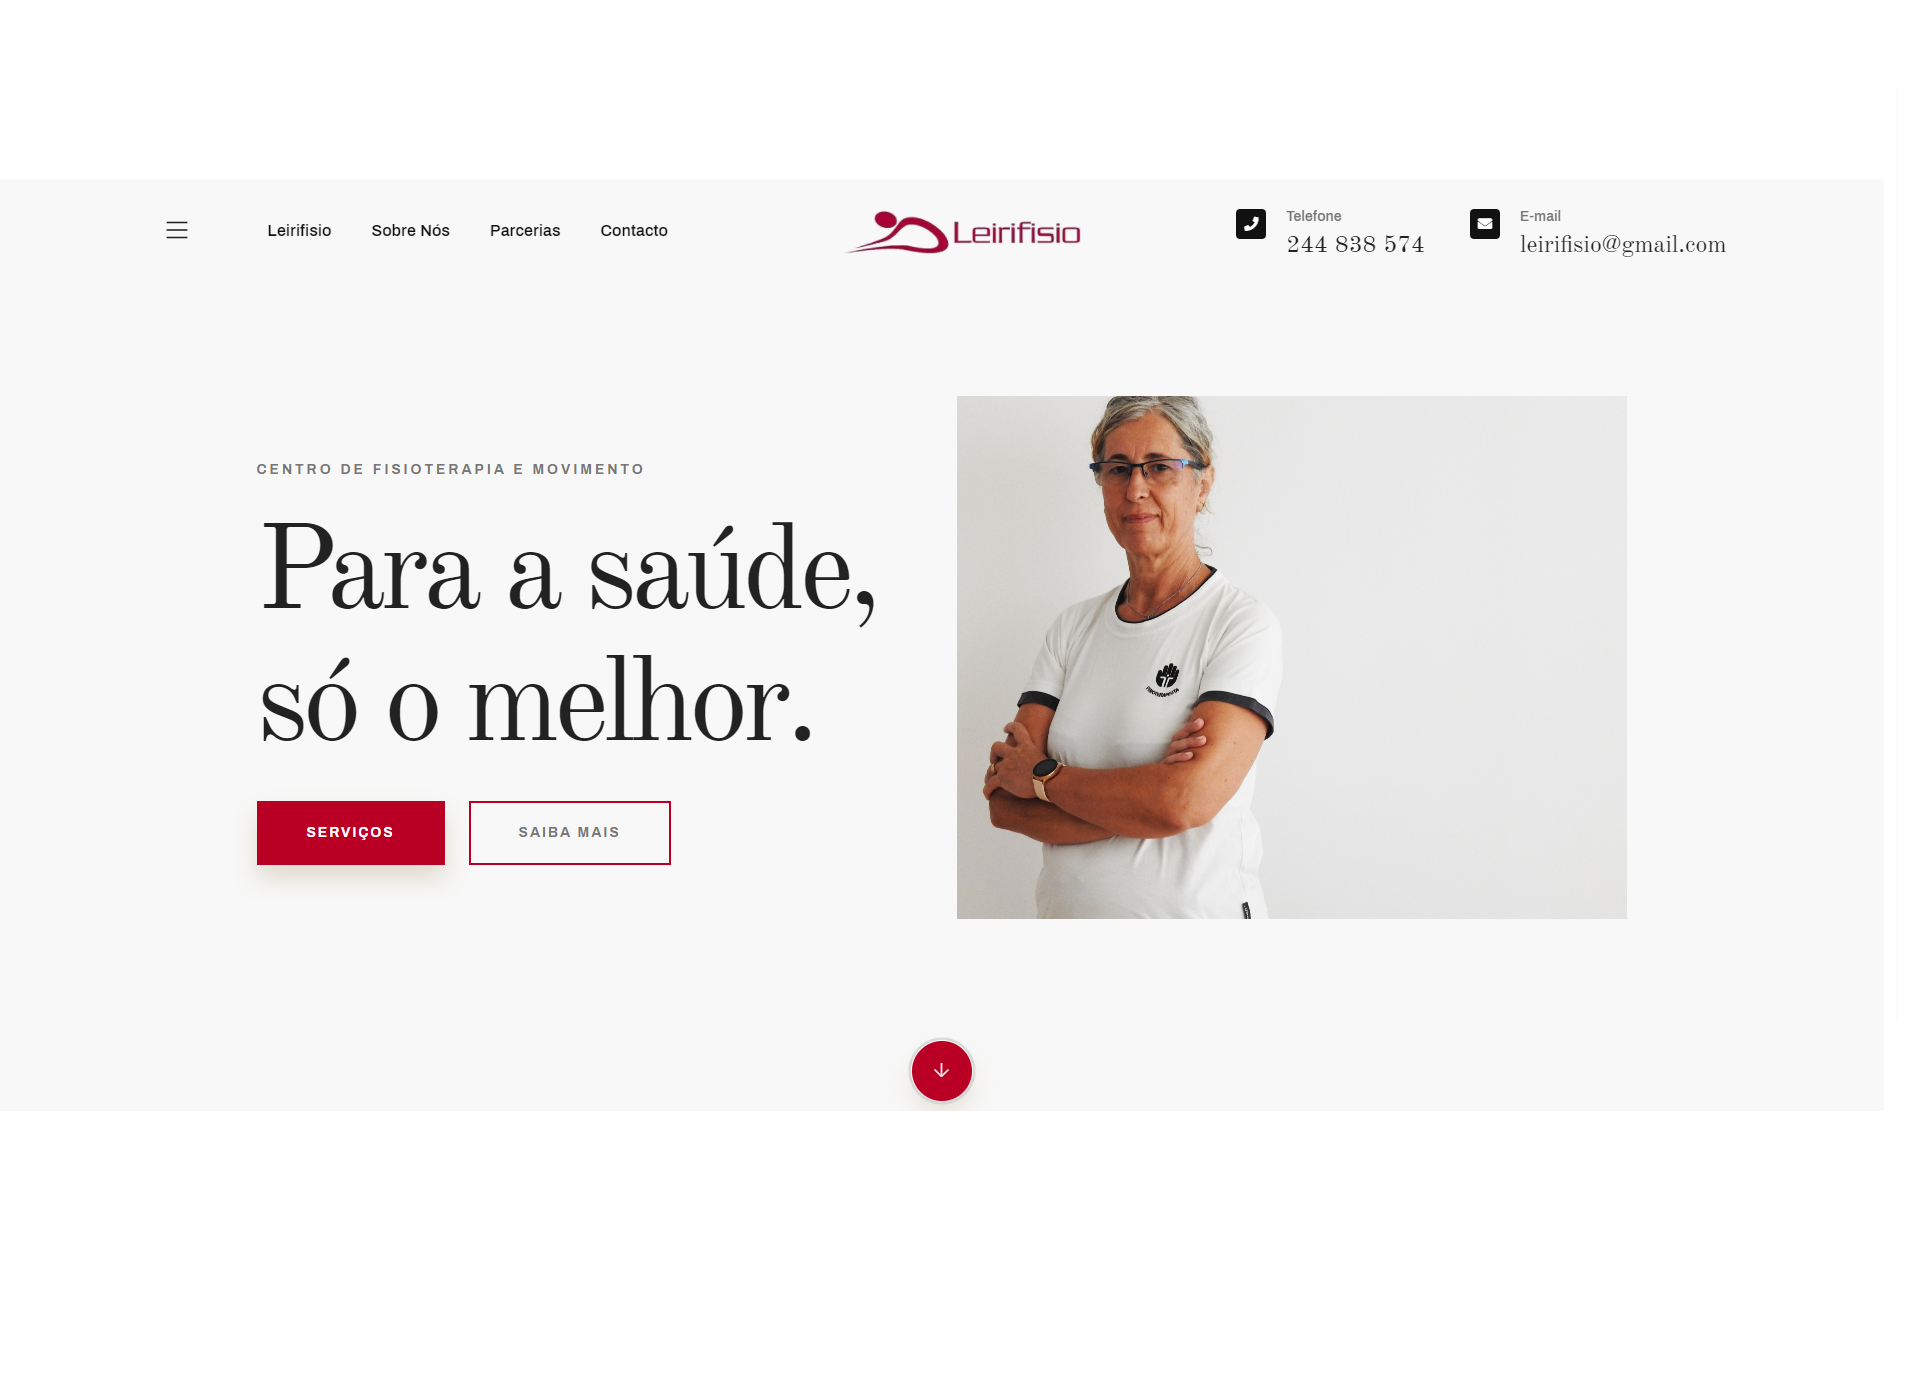 Leirifisio
Sobre Nós
Parcerias
Contacto
Leirifisio
Telefone
244 838 574
E-mail
leirifisio@gmail.com
CENTRO DE FISIOTERAPIA E MOVIMENTO
Para a saúde,
só o melhor.
SERVIÇOS
SAIBA MAIS
FISIOTERAPEUTA